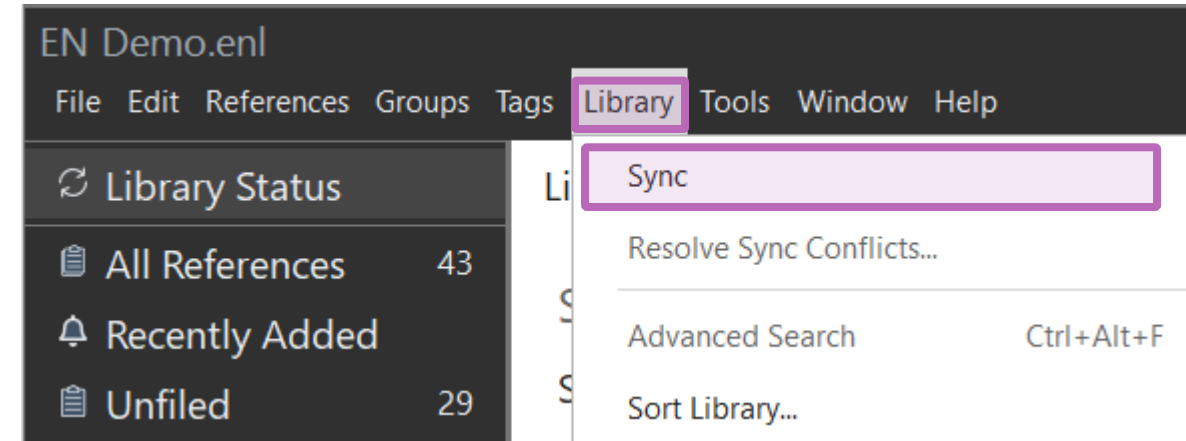 EN Demo.enl
File Edit References Groups Tags Library Tools Window Help
Library Status
Li
Sync
Resolve Sync Conflicts...
All References 43
Recently Added
Advanced Search Ctrl+Alt+F
Unfiled 29
Sort Library...